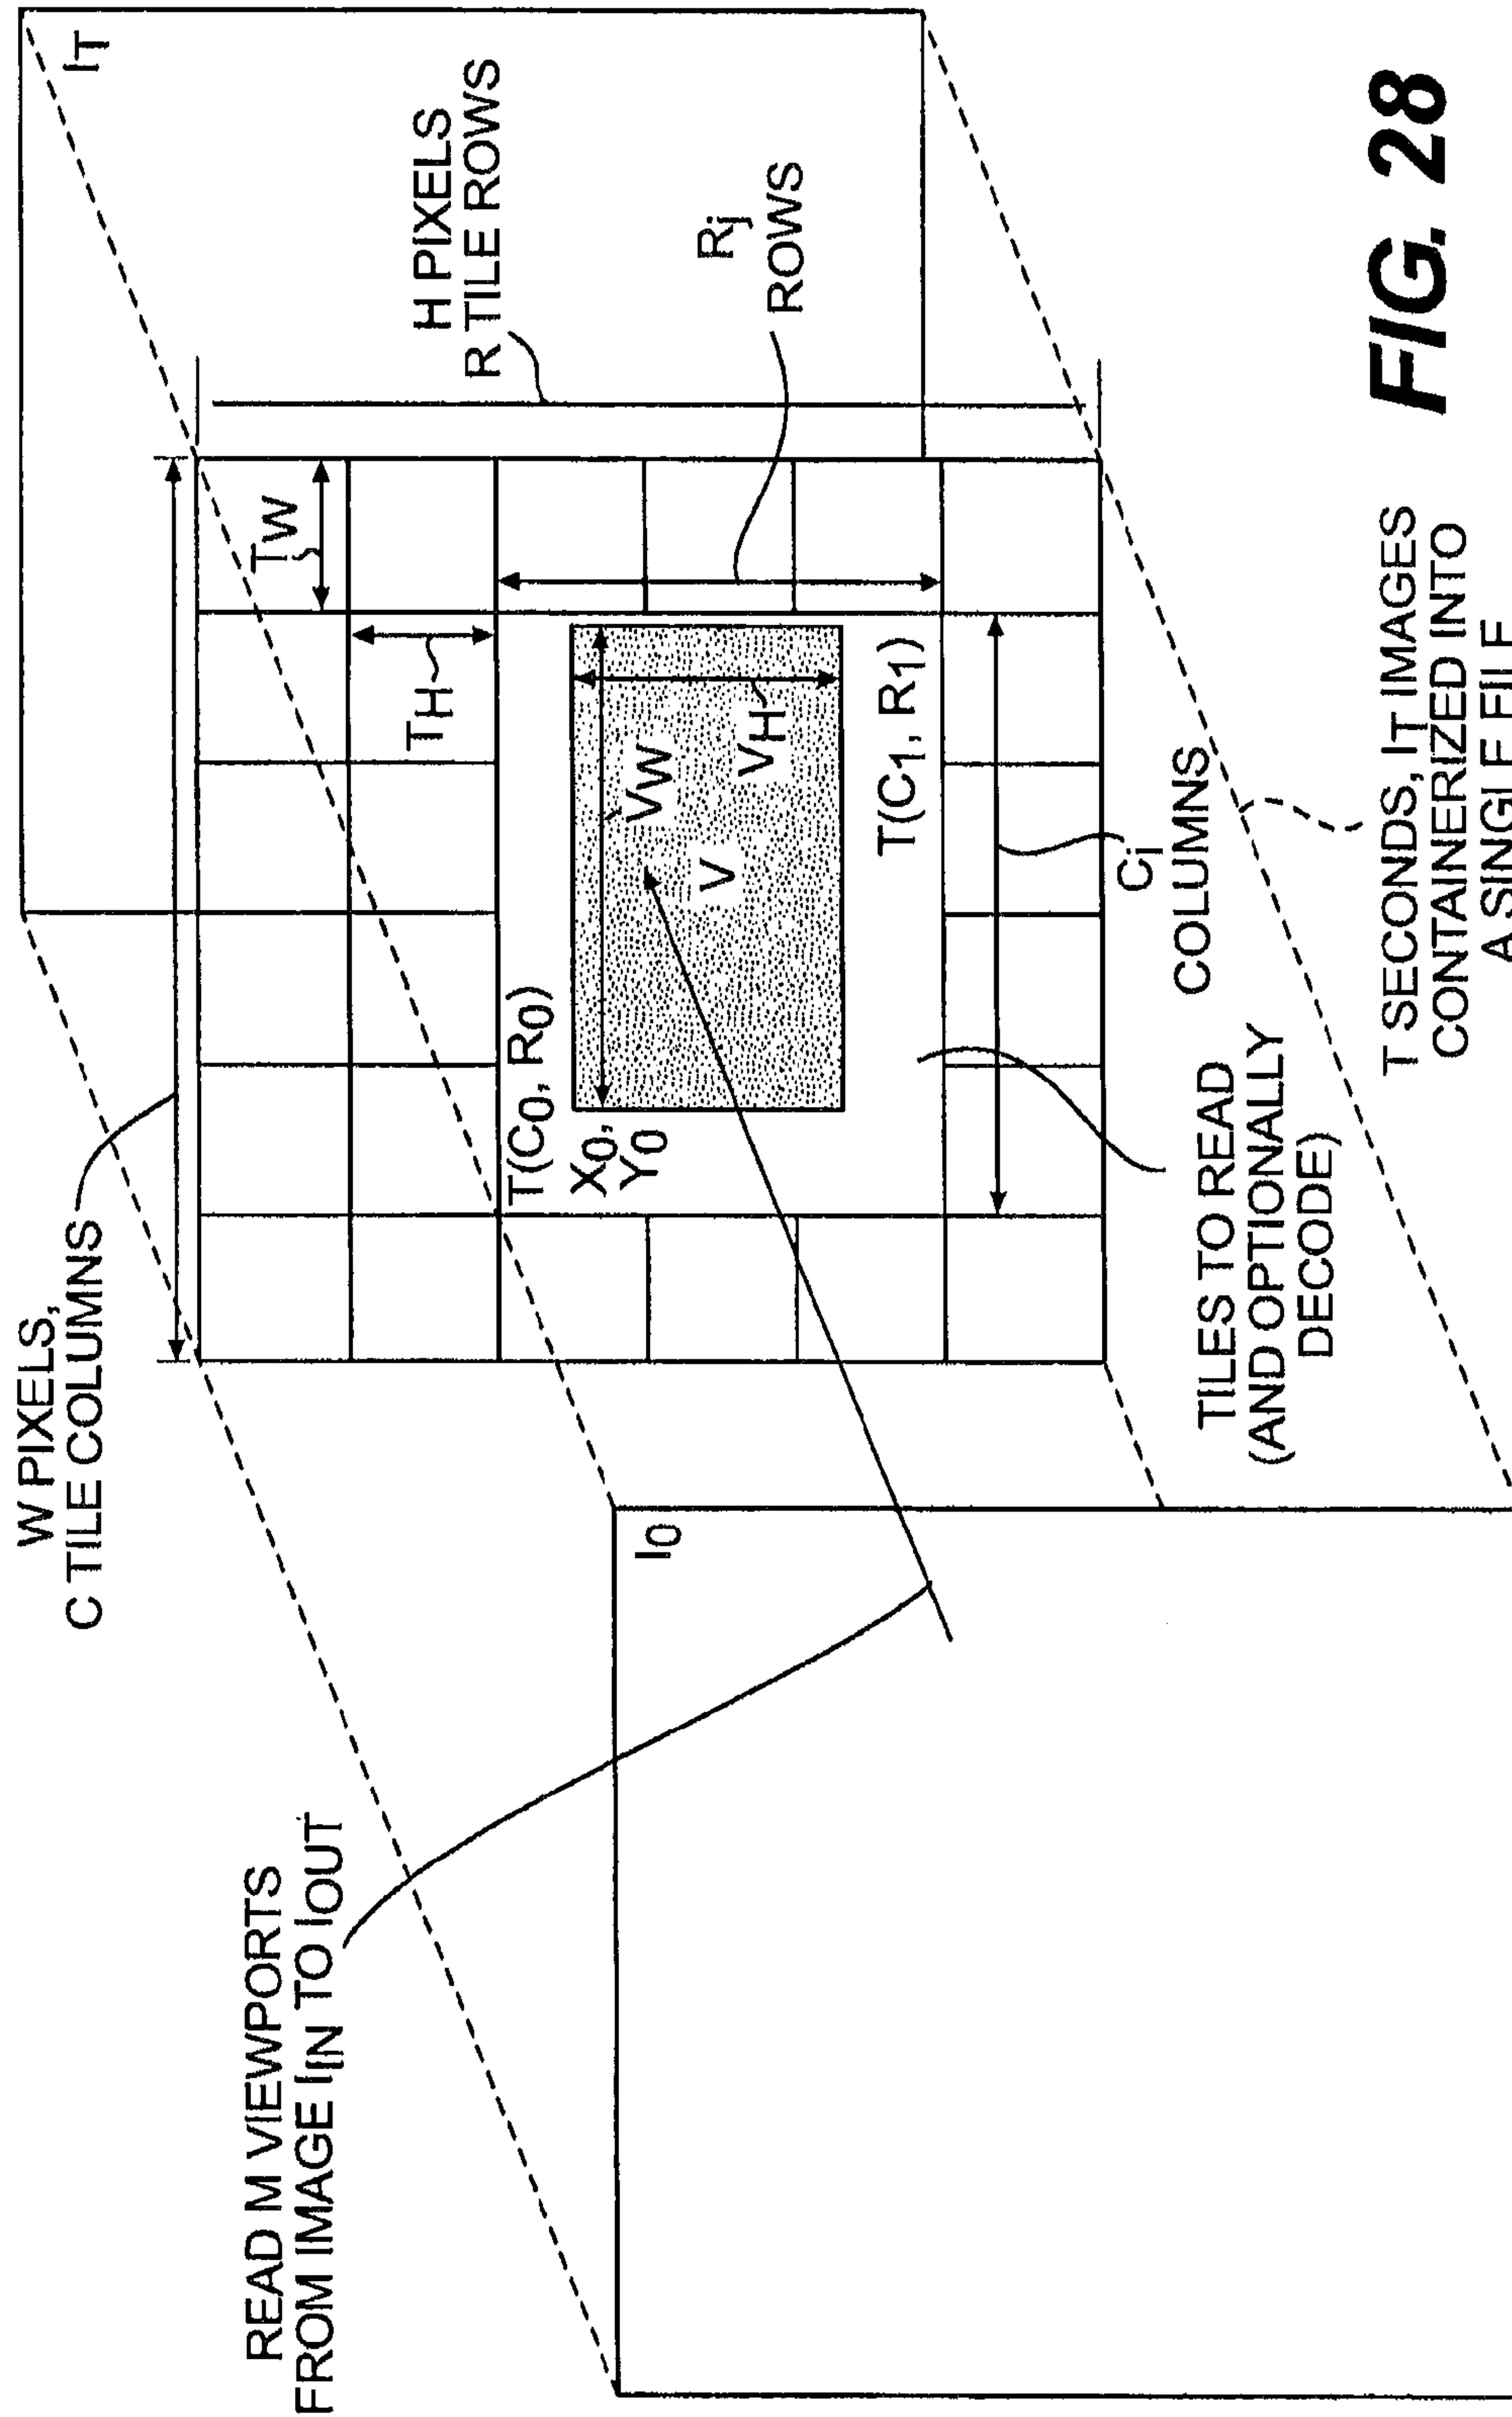 READ M VIEWPORTS
FROM IMAGE IIN TO IOUT
W PIXELS,
C TILE COLUMNS
IT
H PIXELS
R TILE ROWS
Rj
ROWS
TW
TH
T(C0, R0)
X0,
Y0
VW
V
VH
T(C1, R1)
Ci
COLUMNS
I0
TILES TO READ
(AND OPTIONALLY
DECODE)
T SECONDS, IT IMAGES
CONTAINERIZED INTO
A SINGLE FILE
FIG. 28